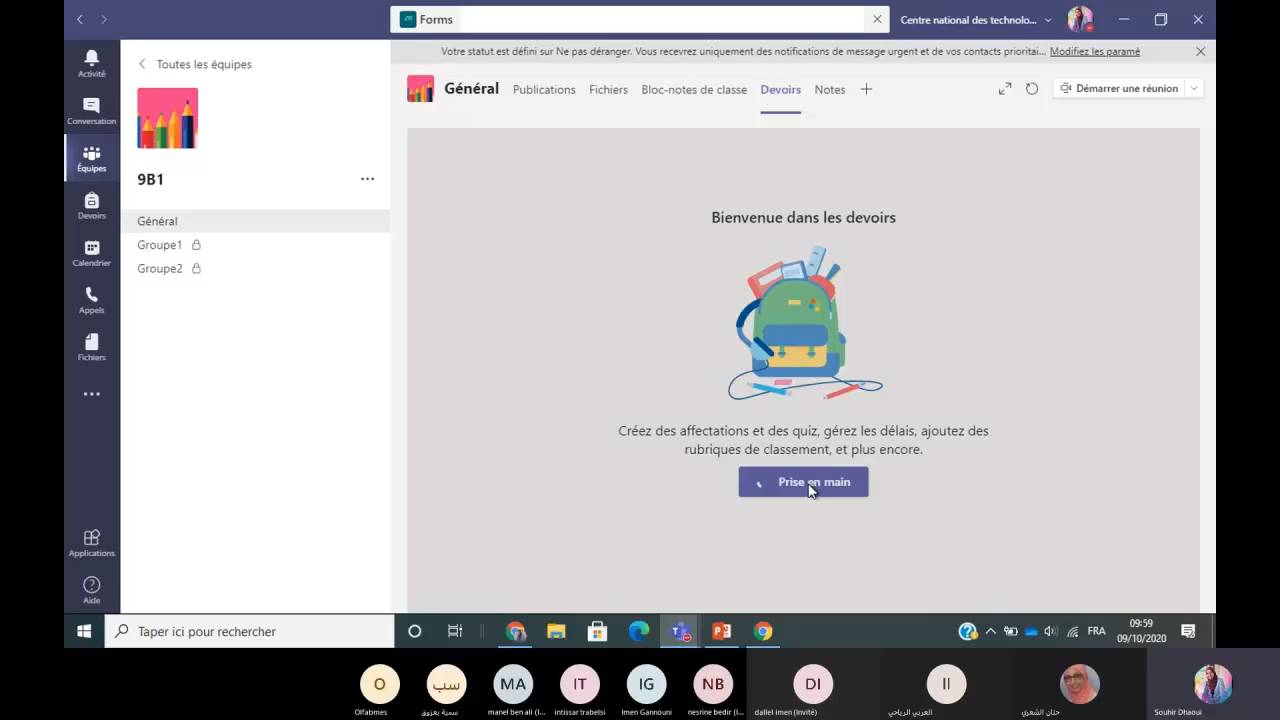 Forms
Centre national des technolo...
Votre statut est défini sur Ne pas déranger. Vous recevrez uniquement des notifications de message urgent et de vos contacts prioritai... Modifiez les paramè
Activité
Conversation
Équipes
Devoirs
Calendrier
Appels
Fichiers
Applications
Aide
Toutes les équipes
9B1
Général
Groupe1
Groupe2
Général Publications Fichiers Bloc-notes de classe Devoirs Notes
Démarrer une réunion
Bienvenue dans les devoirs
Créez des affectations et des quiz, gérez les délais, ajoutez des
rubriques de classement, et plus encore.
Prise en main
Taper ici pour rechercher
FRA
09:59
09/10/2020
O
سب
MA
IT
IG
NB
DI
II
Olfabmes
سمية بعزوق
manel ben ali (I...
intissar trabelsi
Imen Gannouni
nesrine bedir (I...
dallel imen (Invité)
العربي الرياحي
حنان الشعري
Souhir Dhaoui